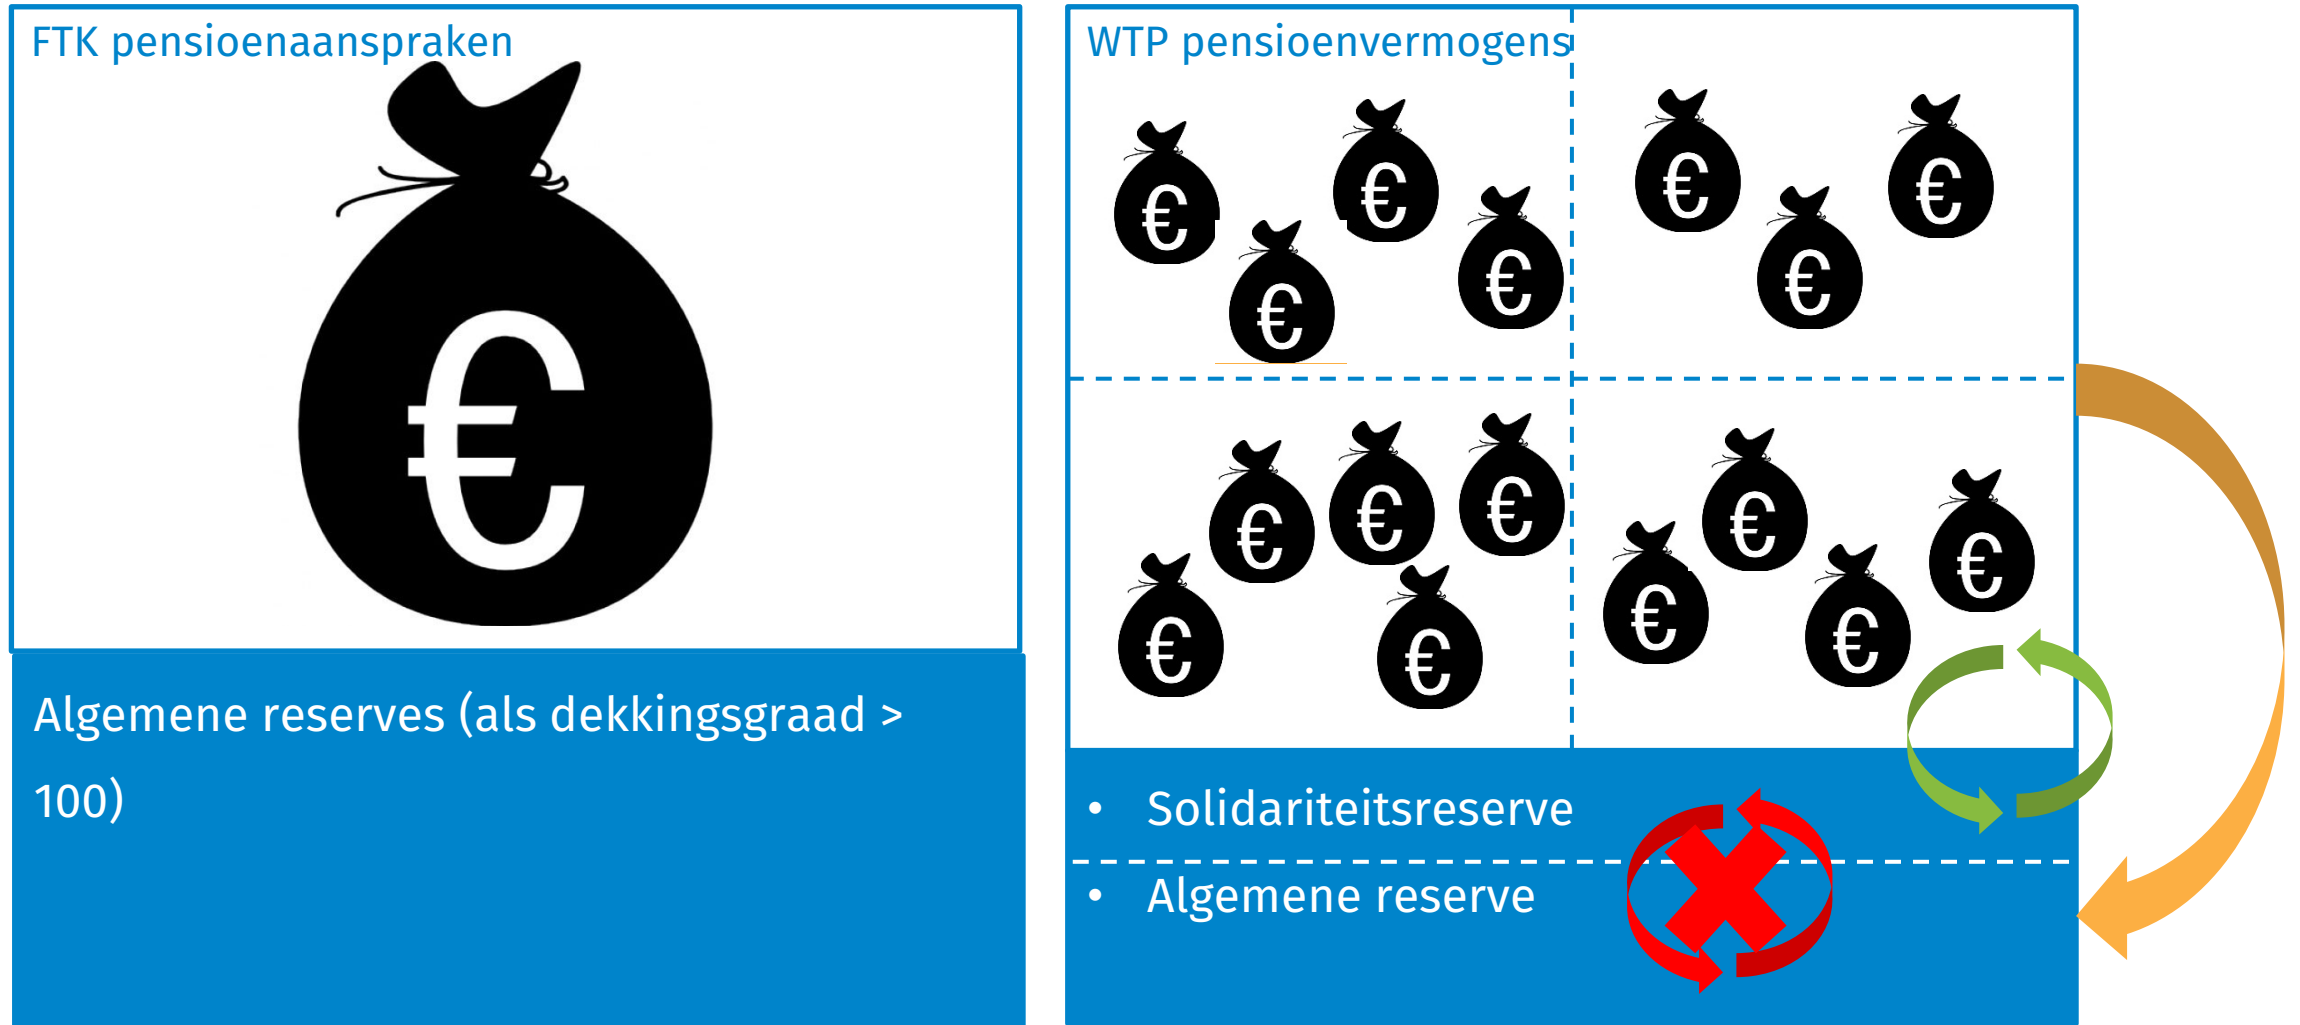 FTK pensioenaanspraken
€
Algemene reserves (als dekkingsgraad >
100)
WTP pensioenvermogens
€ € € €
€ € €
€ € € € €
€ € € €
• Solidariteitsreserve
• Algemene reserve